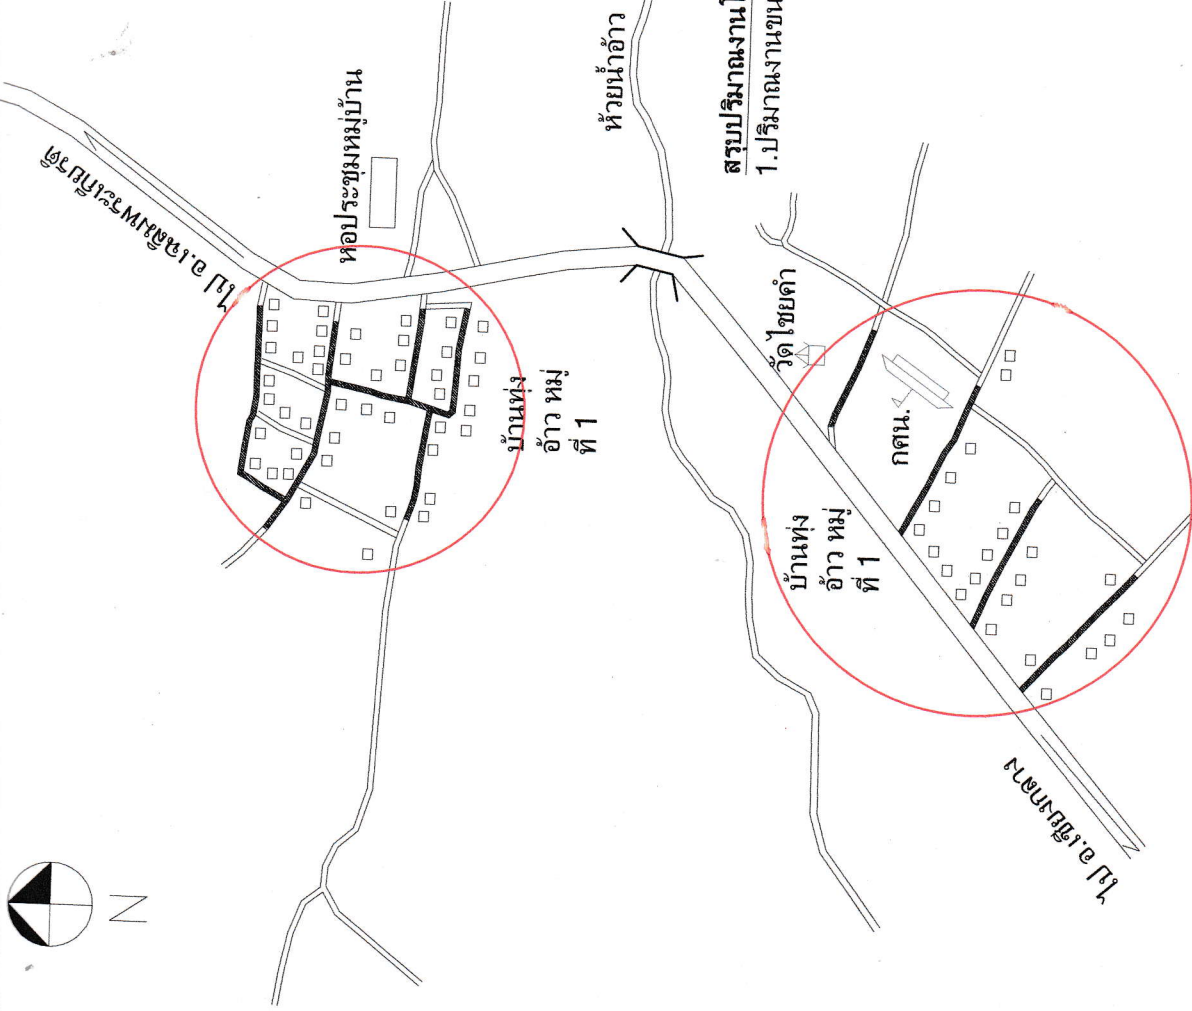 ไป อ.เฉลิมพระเกียรติ
หอประชุมหมู่บ้าน
ห้วยน้ำอ้าว
สรุปปริมาณงาน
1.ปริมาณงานขน
บ้านทุ่ง
อ้าว หมู่
ที่ 1
วัดไชยคำ
กศน.
บ้านทุ่ง
อ้าว หมู่
ที่ 1
ไป อ.เชียงกลาง
N